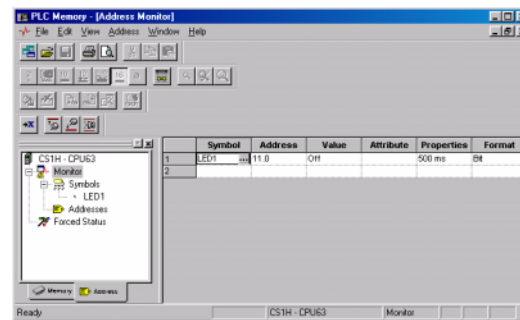 PLC Memory - [Address Monitor]
File Edit View Address Window Help
CS1H - CPU63
Monitor
Symbols
LED1
Addresses
Forced Status
Memory Address
Symbol Address Value Attribute Properties Format
1 LED1 ... 11.0 Off 500 ms Bit
2
Ready CS1H - CPU63 Monitor